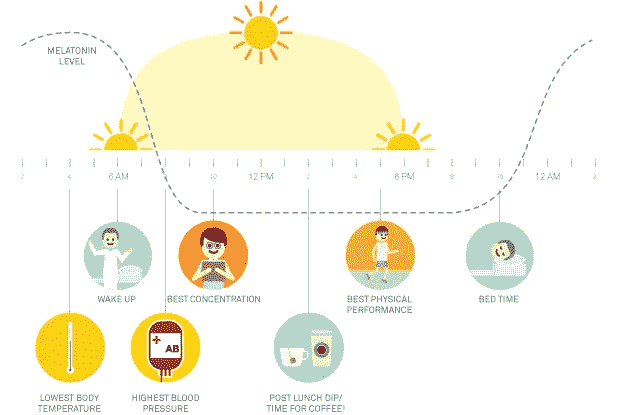 MELATONIN
LEVEL
2 4 6 AM 8 10 12 PM 2 4 6 PM 8 10 12 AM 2
WAKE UP
BEST CONCENTRATION
BEST PHYSICAL
PERFORMANCE
BED TIME
AB
LOWEST BODY
TEMPERATURE
HIGHEST BLOOD
PRESSURE
POST LUNCH DIP/
TIME FOR COFFEE!